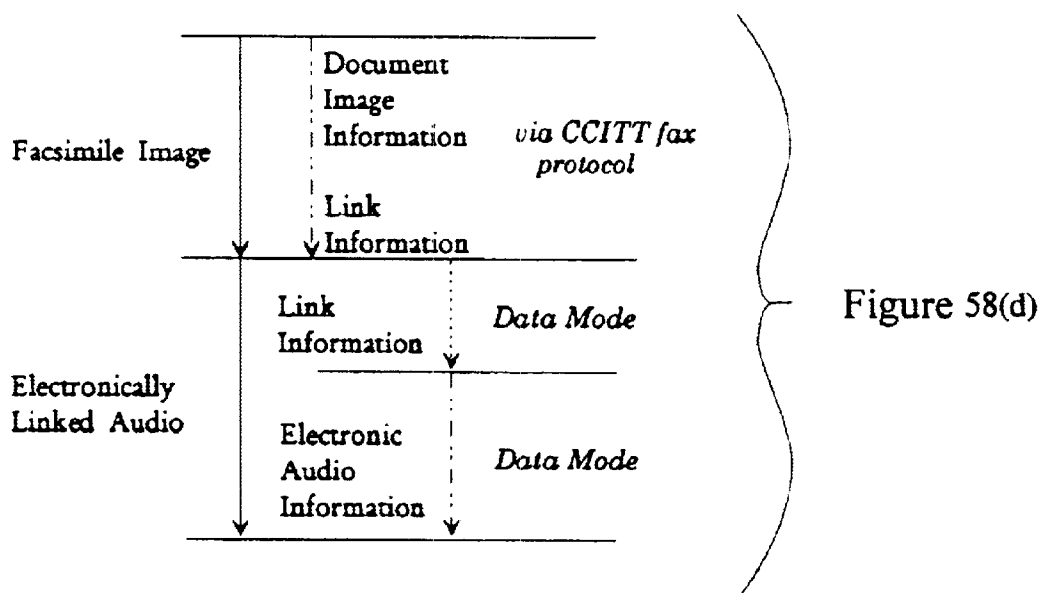 Document
Image
Information
via CCITT fax
protocol
Facsimile Image
Link
Information
Link
Information
Data Mode
Figure 58(d)
Electronically
Linked Audio
Electronic
Audio
Information
Data Mode